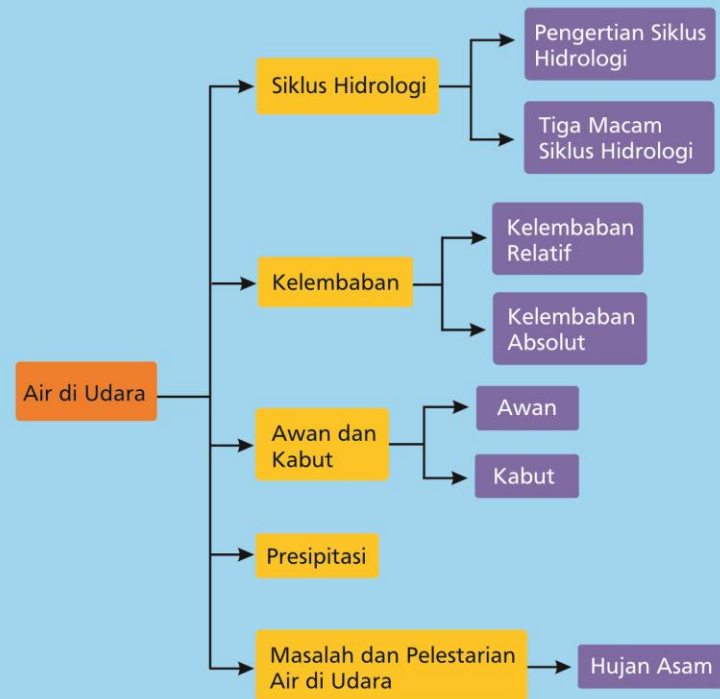 Air di Udara
Siklus Hidrologi
Pengertian Siklus
Hidrologi
Tiga Macam
Siklus Hidrologi
Kelembaban
Kelembaban
Relatif
Kelembaban
Absolut
Awan dan
Kabut
Awan
Kabut
Presipitasi
Masalah dan Pelestarian
Air di Udara
Hujan Asam